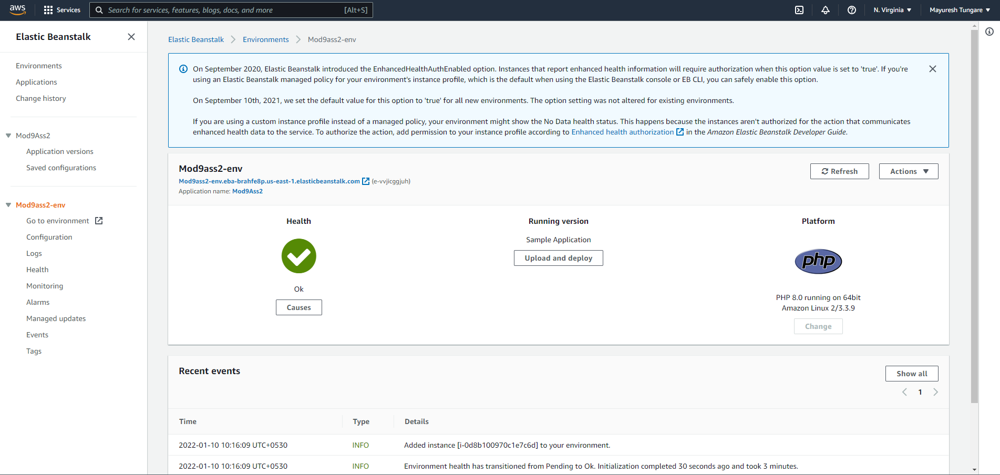 aws
Services
Search for services, features, blogs, docs, and more
[Alt+S]
N. Virginia
Mayuresh Tungare
Elastic Beanstalk
Environments
Applications
Change history
Mod9Ass2
Application versions
Saved configurations
Mod9ass2-env
Go to environment
Configuration
Logs
Health
Monitoring
Alarms
Managed updates
Events
Tags
Elastic Beanstalk
Environments
Mod9ass2-env
On September 2020, Elastic Beanstalk introduced the EnhancedHealthAuthEnabled option. Instances that report enhanced health information will require authorization when this option value is set to 'true'. If you're
using an Elastic Beanstalk managed policy for your environment's instance profile, which is the default when using the Elastic Beanstalk console or EB CLI, you can safely enable this option.
On September 10th, 2021, we set the default value for this option to 'true' for all new environments. The option setting was not altered for existing environments.
If you are using a custom instance profile instead of a managed policy, your environment might show the No Data health status. This happens because the instances aren't authorized for the action that communicates
enhanced health data to the service. To authorize the action, add permission to your instance profile according to Enhanced health authorization in the Amazon Elastic Beanstalk Developer Guide.
Mod9ass2-env
Mod9ass2-env.eba-brahfe8p.us-east-1.elasticbeanstalk.com (e-vvjicggjuh)
Application name: Mod9Ass2
Refresh
Actions
Health
Ok
Causes
Running version
Sample Application
Upload and deploy
Platform
php
PHP 8.0 running on 64bit
Amazon Linux 2/3.3.9
Change
Recent events
Show all
1
Time Type Details
2022-01-10 10:16:09 UTC+0530 INFO Added instance [i-0d8b100970c1e7c6d] to your environment.
2022-01-10 10:16:09 UTC+0530 INFO Environment health has transitioned from Pending to Ok. Initialization completed 30 seconds ago and took 3 minutes.